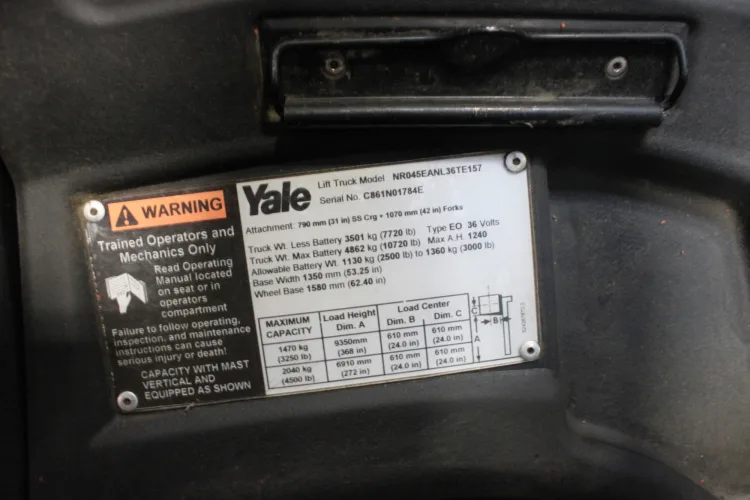 WARNING
Trained Operators and
Mechanics Only
Read Operating
Manual located
on seat or in
operators
compartment
Failure to follow operating,
inspection, and maintenance
instructions can cause
serious injury or death!
CAPACITY WITH MAST
VERTICAL AND
EQUIPPED AS SHOWN
Yale
Lift Truck Model NR045EANL36TE157
Serial No. C861N01784E
Attachment: 790 mm (31 in) SS Crg + 1070 mm (42 in) Forks
Truck Wt. Less Battery 3501 kg (7720 lb) Type EO 36 Volts
Truck Wt. Max Battery 4862 kg (10720 lb) Max A.H. 1240
Allowable Battery Wt. 1130 kg (2500 lb) to 1360 kg (3000 lb)
Base Width 1350 mm (53.25 in)
Wheel Base 1580 mm (62.40 in)
MAXIMUM CAPACITY Load Height Dim. A Load Center Dim. B Dim. C
1470 kg (3250 lb) 9350mm (368 in) 610 mm (24.0 in) 610 mm (24.0 in)
2040 kg (4500 lb) 6910 mm (272 in) 610 mm (24.0 in) 610 mm (24.0 in)
C
B
A